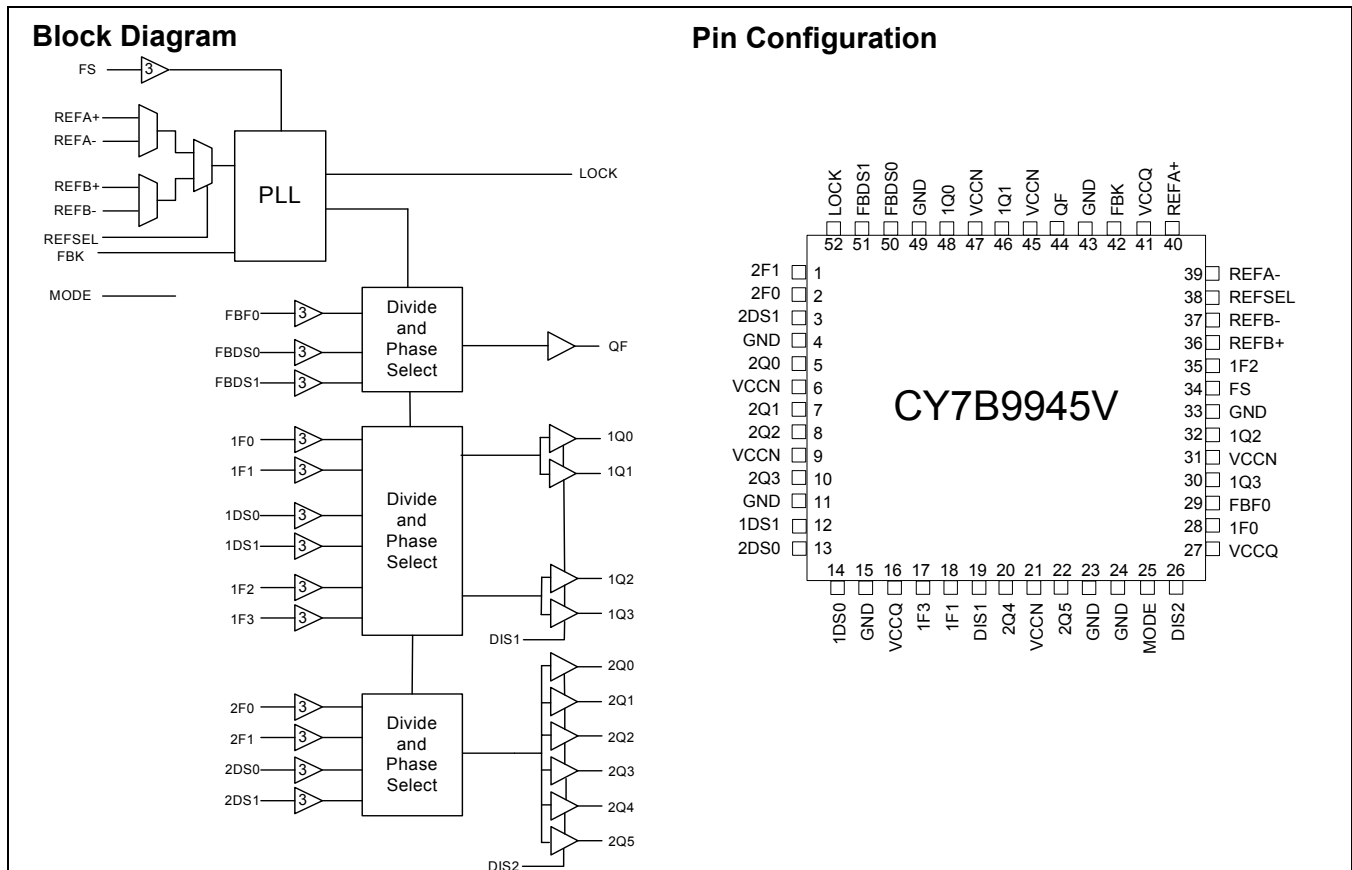 Block Diagram
FS
3
REFA+
REFA-
REFB+
REFB-
REFSEL
FBK
PLL
LOCK
MODE
FBF0
3
FBDS0
3
FBDS1
3
Divide
and
Phase
Select
QF
1F0
3
1F1
3
1DS0
3
1DS1
3
1F2
3
1F3
3
Divide
and
Phase
Select
1Q0
1Q1
1Q2
1Q3
DIS1
2F0
3
2F1
3
2DS0
3
2DS1
3
Divide
and
Phase
Select
2Q0
2Q1
2Q2
2Q3
2Q4
2Q5
DIS2
Pin Configuration
LOCK
FBDS1
FBDS0
GND
1Q0
VCCN
1Q1
VCCN
QF
GND
FBK
VCCQ
REFA+
52 51 50 49 48 47 46 45 44 43 42 41 40
2F1 1
2F0 2
2DS1 3
GND 4
2Q0 5
VCCN 6
2Q1 7
2Q2 8
VCCN 9
2Q3 10
GND 11
1DS1 12
2DS0 13
CY7B9945V
39 REFA-
38 REFSEL
37 REFB-
36 REFB+
35 1F2
34 FS
33 GND
32 1Q2
31 VCCN
30 1Q3
29 FBF0
28 1F0
27 VCCQ
14 15 16 17 18 19 20 21 22 23 24 25 26
1DS0
GND
VCCQ
1F3
1F1
DIS1
2Q4
VCCN
2Q5
GND
GND
MODE
DIS2